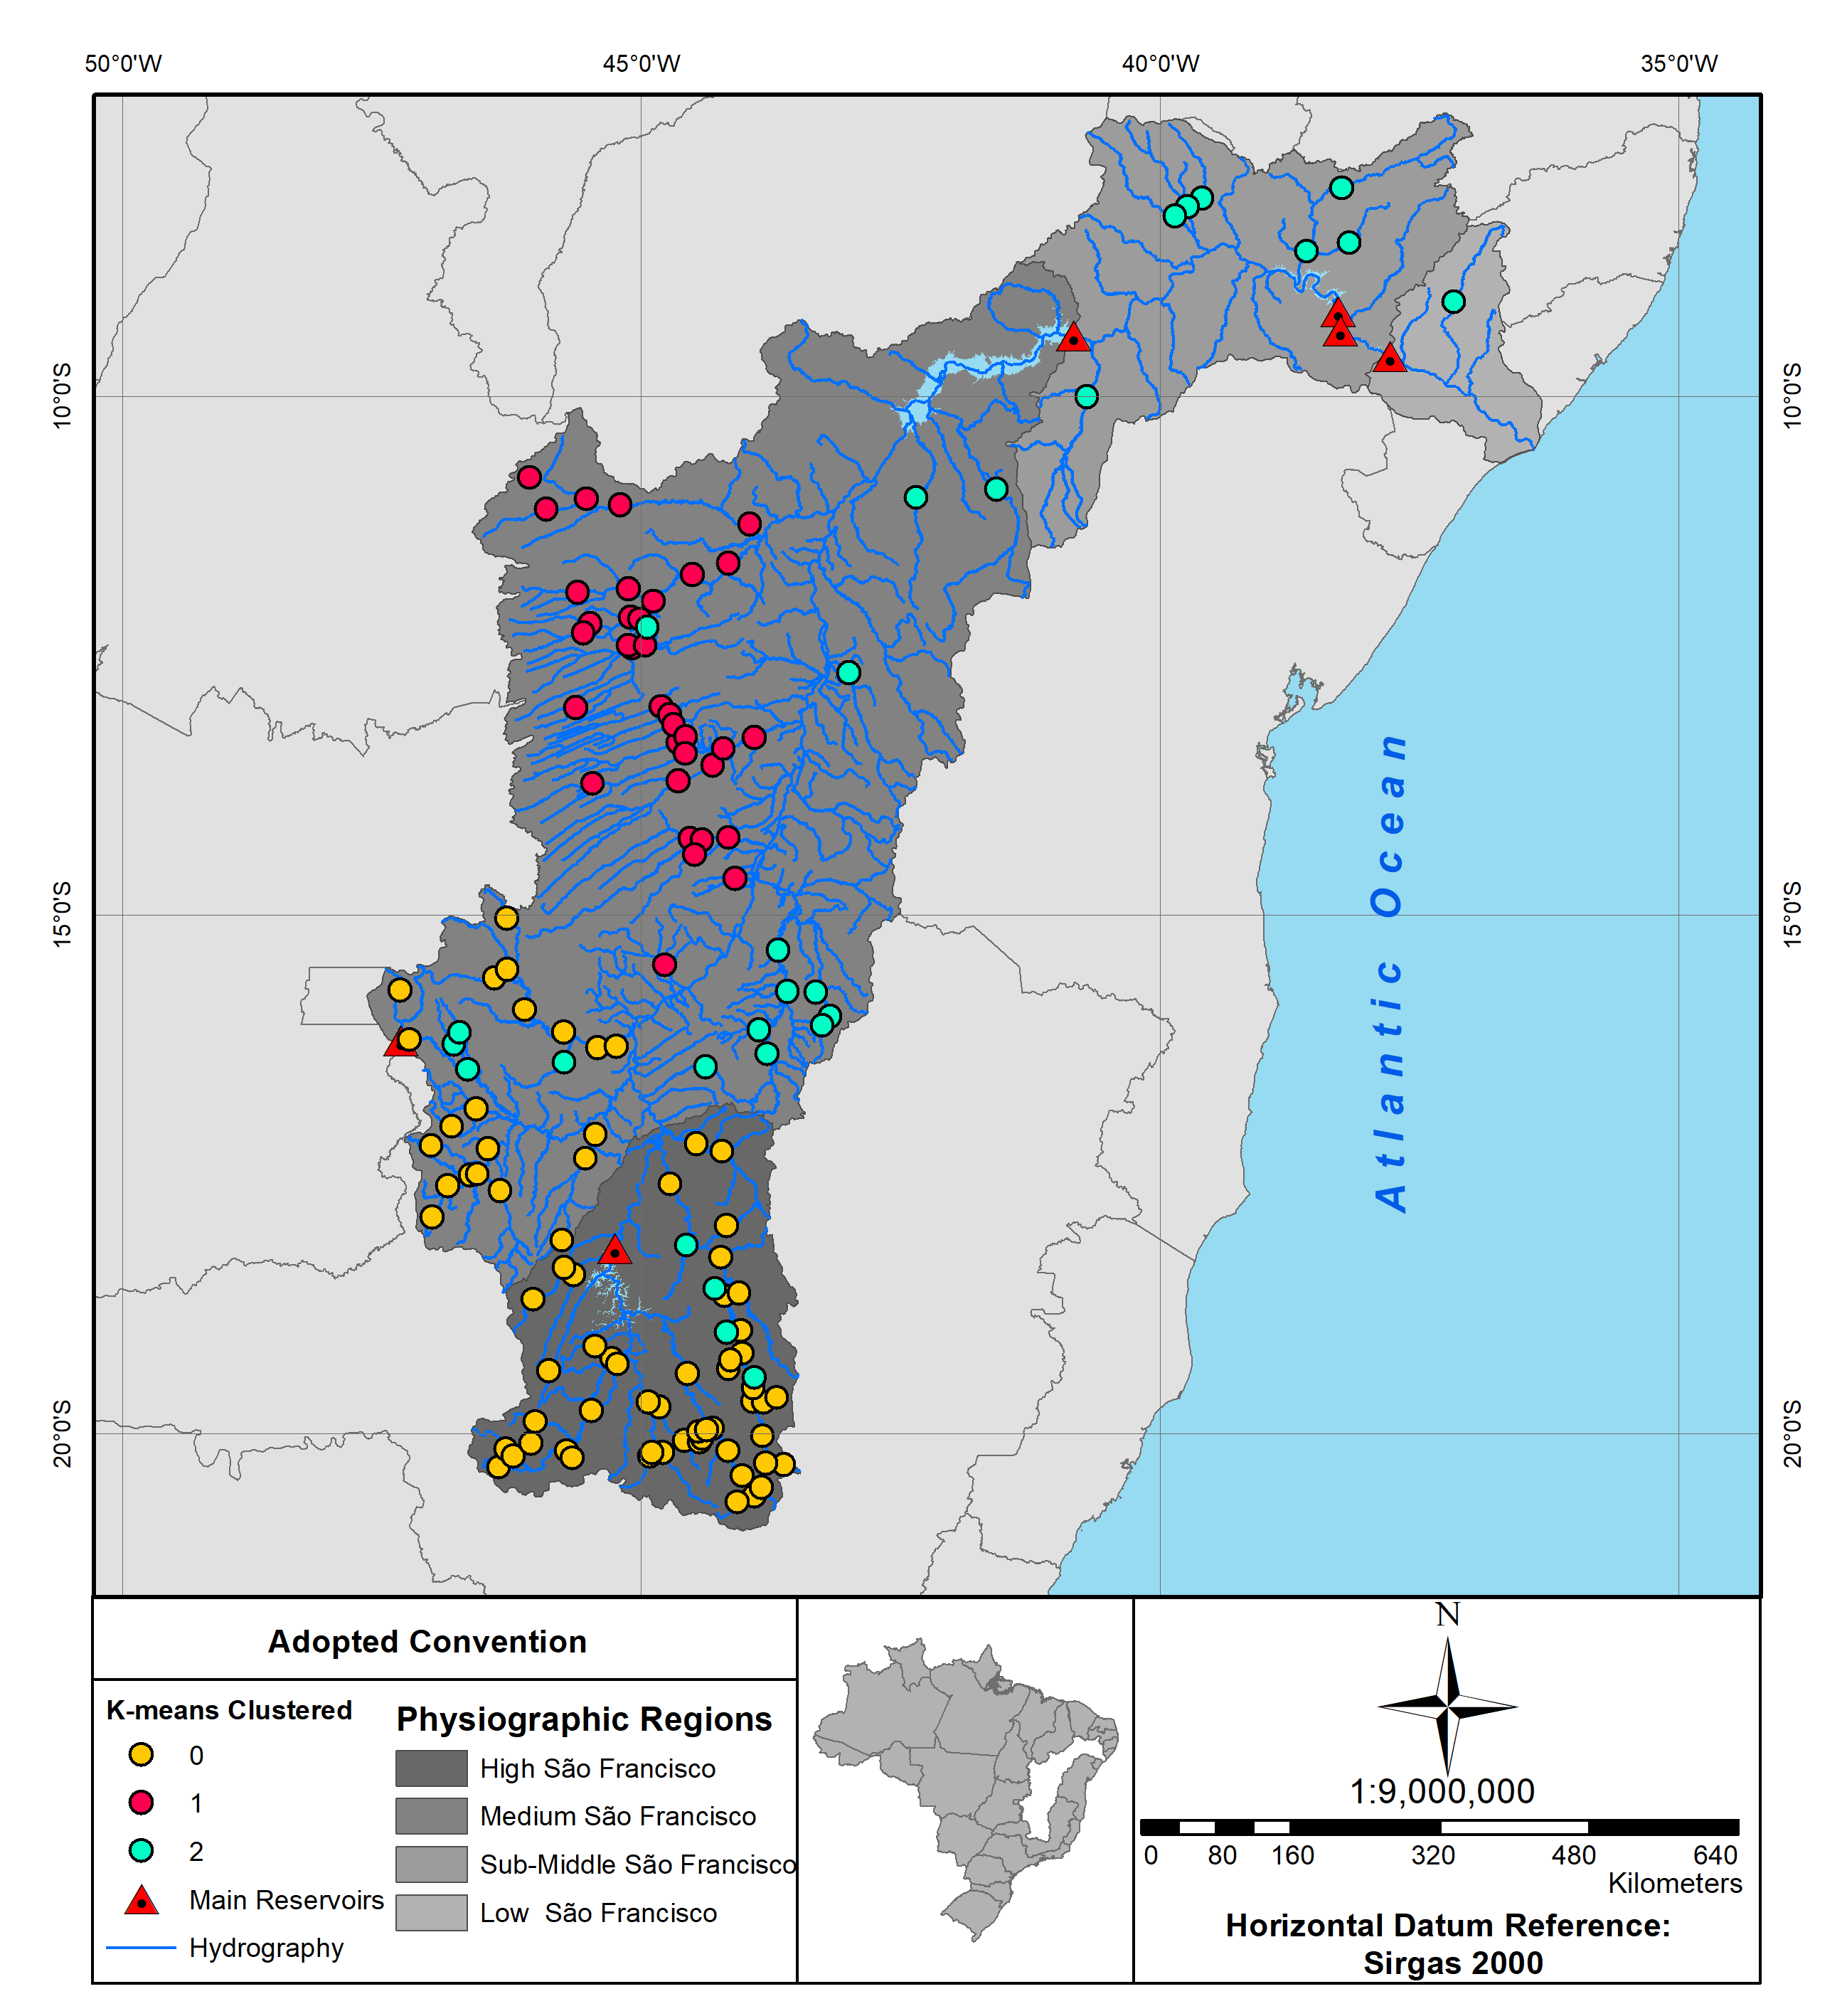 50°0'W 45°0'W 40°0'W 35°0'W
10°0'S 10°0'S
15°0'S 15°0'S
20°0'S 20°0'S
Atlantic Ocean
Adopted Convention
K-means Clustered
0
1
2
Main Reservoirs
Hydrography
Physiographic Regions
High São Francisco
Medium São Francisco
Sub-Middle São Francisco
Low São Francisco
N
1:9,000,000
0 80 160 320 480 640
Kilometers
Horizontal Datum Reference:
Sirgas 2000